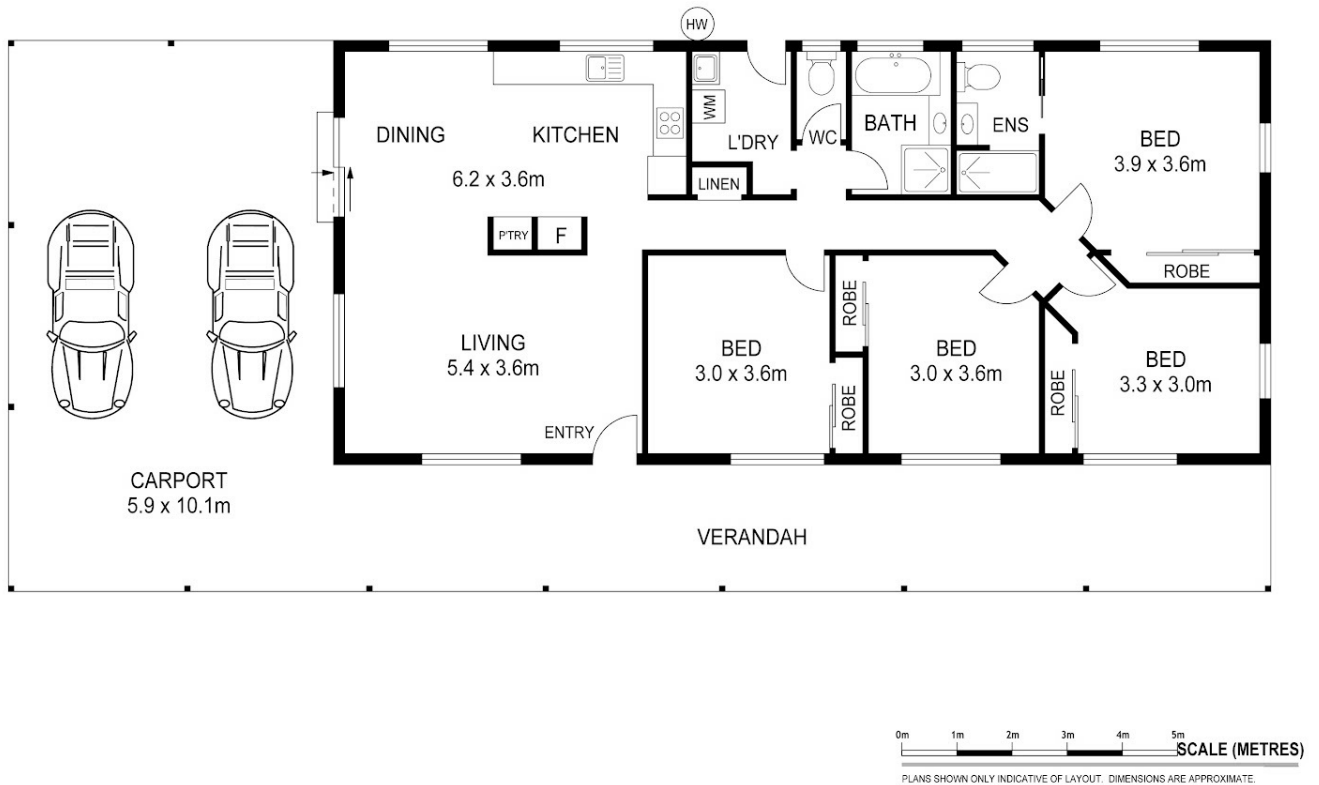 HW
DINING
KITCHEN
6.2 x 3.6m
WM
L'DRY
LINEN
WC
BATH
ENS
BED
3.9 x 3.6m
P'TRY
F
ROBE
LIVING
5.4 x 3.6m
ENTRY
BED
3.0 x 3.6m
ROBE
ROBE
BED
3.0 x 3.6m
ROBE
BED
3.3 x 3.0m
CARPORT
5.9 x 10.1m
VERANDAH
0m 1m 2m 3m 4m 5m
SCALE (METRES)
PLANS SHOWN ONLY INDICATIVE OF LAYOUT. DIMENSIONS ARE APPROXIMATE.